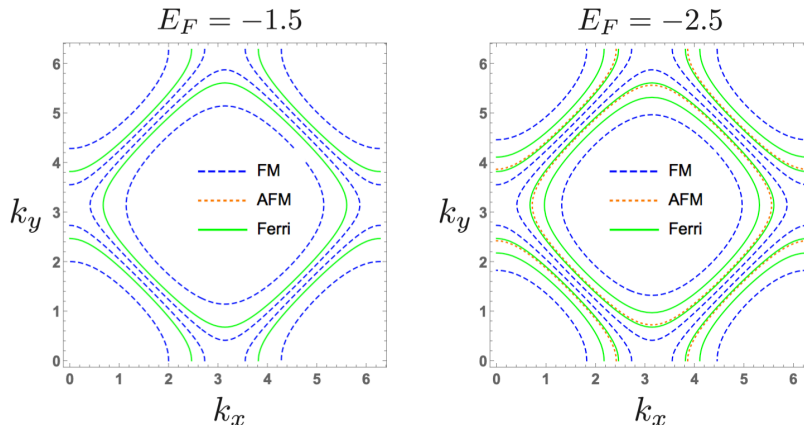 E_F = −1.5
6
5
4
3
2
1
0
k_y
FM
AFM
Ferri
0 1 2 3 4 5 6
k_x
E_F = −2.5
6
5
4
3
2
1
0
k_y
FM
AFM
Ferri
0 1 2 3 4 5 6
k_x